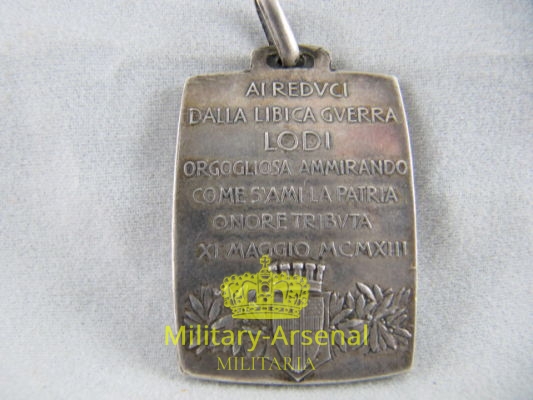 AI REDVCI
DALLA LIBICA GVERRA
LODI
ORGOGLIOSA AMMIRANDO
COME S'AMI LA PATRIA
ONORE TRIBVTA
XI MAGGIO MCMXIII
Military-Arsenal
MILITARIA